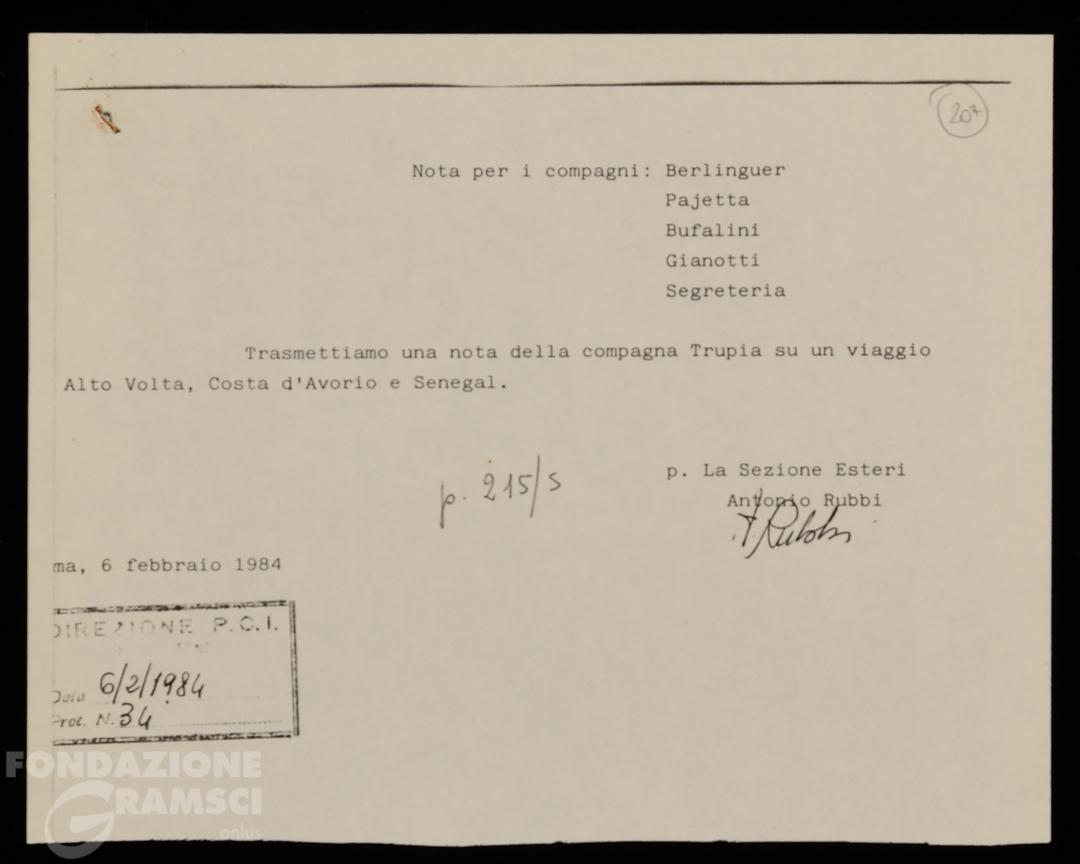 207
Nota per i compagni: Berlinguer
Pajetta
Bufalini
Gianotti
Segreteria
Trasmettiamo una nota della compagna Trupia su un viaggio
Alto Volta, Costa d'Avorio e Senegal.
p. 215/s
p. La Sezione Esteri
Antonio Rubbi
A Rubbi
ma, 6 febbraio 1984
DIREZIONE P.C.I.
Data 6/2/1984
Prot. N. 34
FONDAZIONE
GRAMSCI
onlus